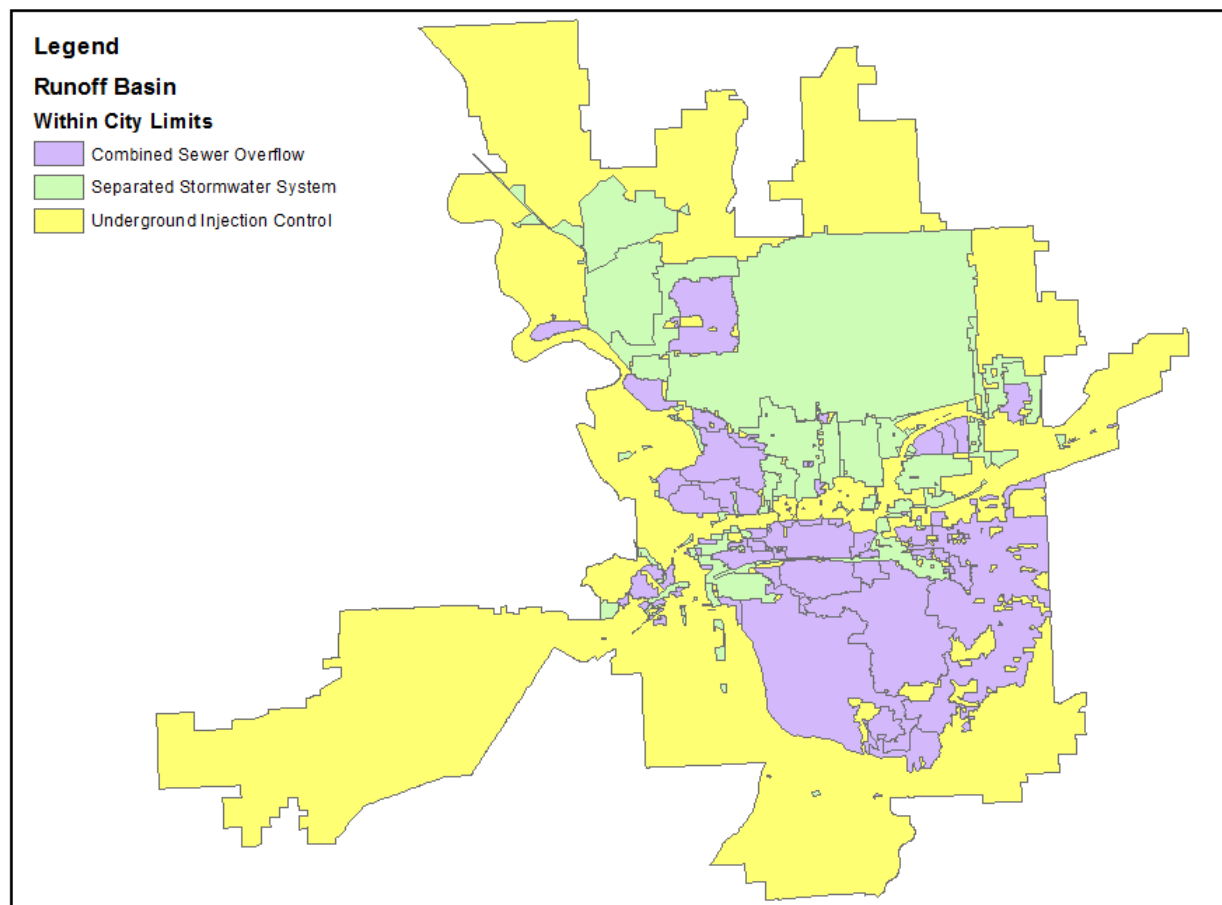 Legend
Runoff Basin
Within City Limits
Combined Sewer Overflow
Separated Stormwater System
Underground Injection Control